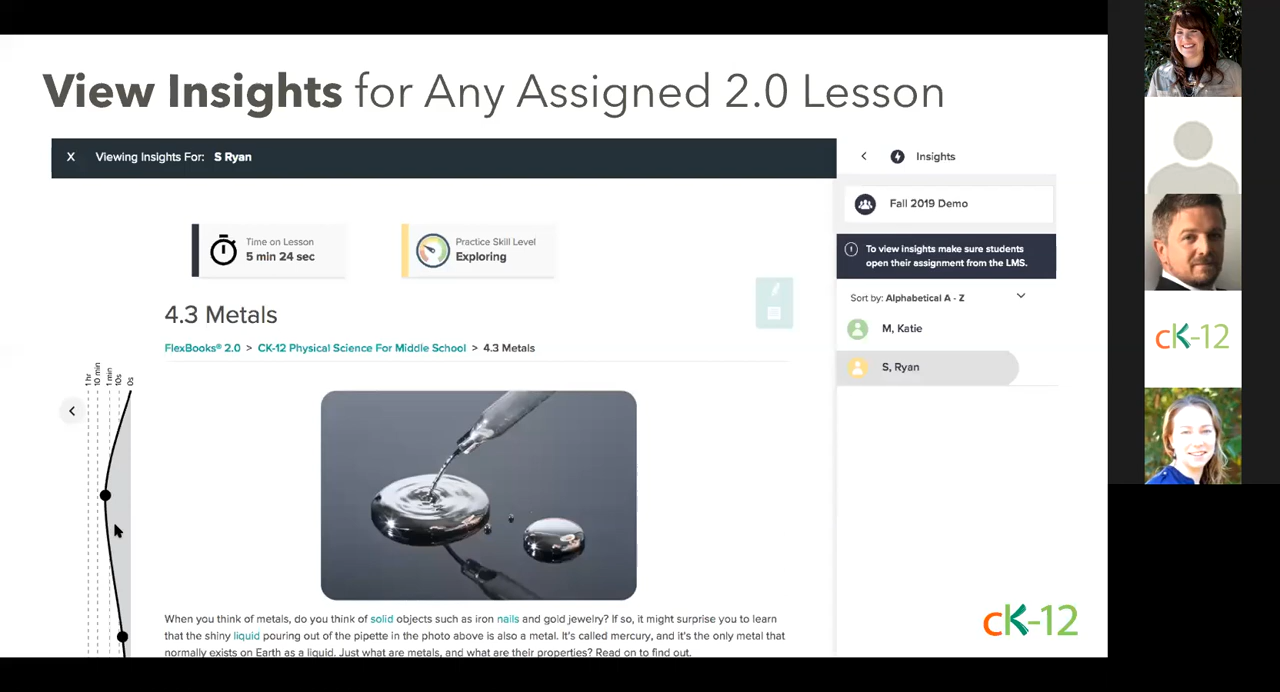 View Insights for Any Assigned 2.0 Lesson
X Viewing Insights For: S Ryan
Insights
Fall 2019 Demo
To view insights make sure students
open their assignment from the LMS.
Sort by: Alphabetical A - Z
M, Katie
S, Ryan
Time on Lesson
5 min 24 sec
Practice Skill Level
Exploring
4.3 Metals
FlexBooks® 2.0 > CK-12 Physical Science For Middle School > 4.3 Metals
1 hr
10 min
1 min
10s
0s
When you think of metals, do you think of solid objects such as iron nails and gold jewelry? If so, it might surprise you to learn
that the shiny liquid pouring out of the pipette in the photo above is also a metal. It's called mercury, and it's the only metal that
normally exists on Earth as a liquid. Just what are metals, and what are their properties? Read on to find out.
cK-12
cK-12